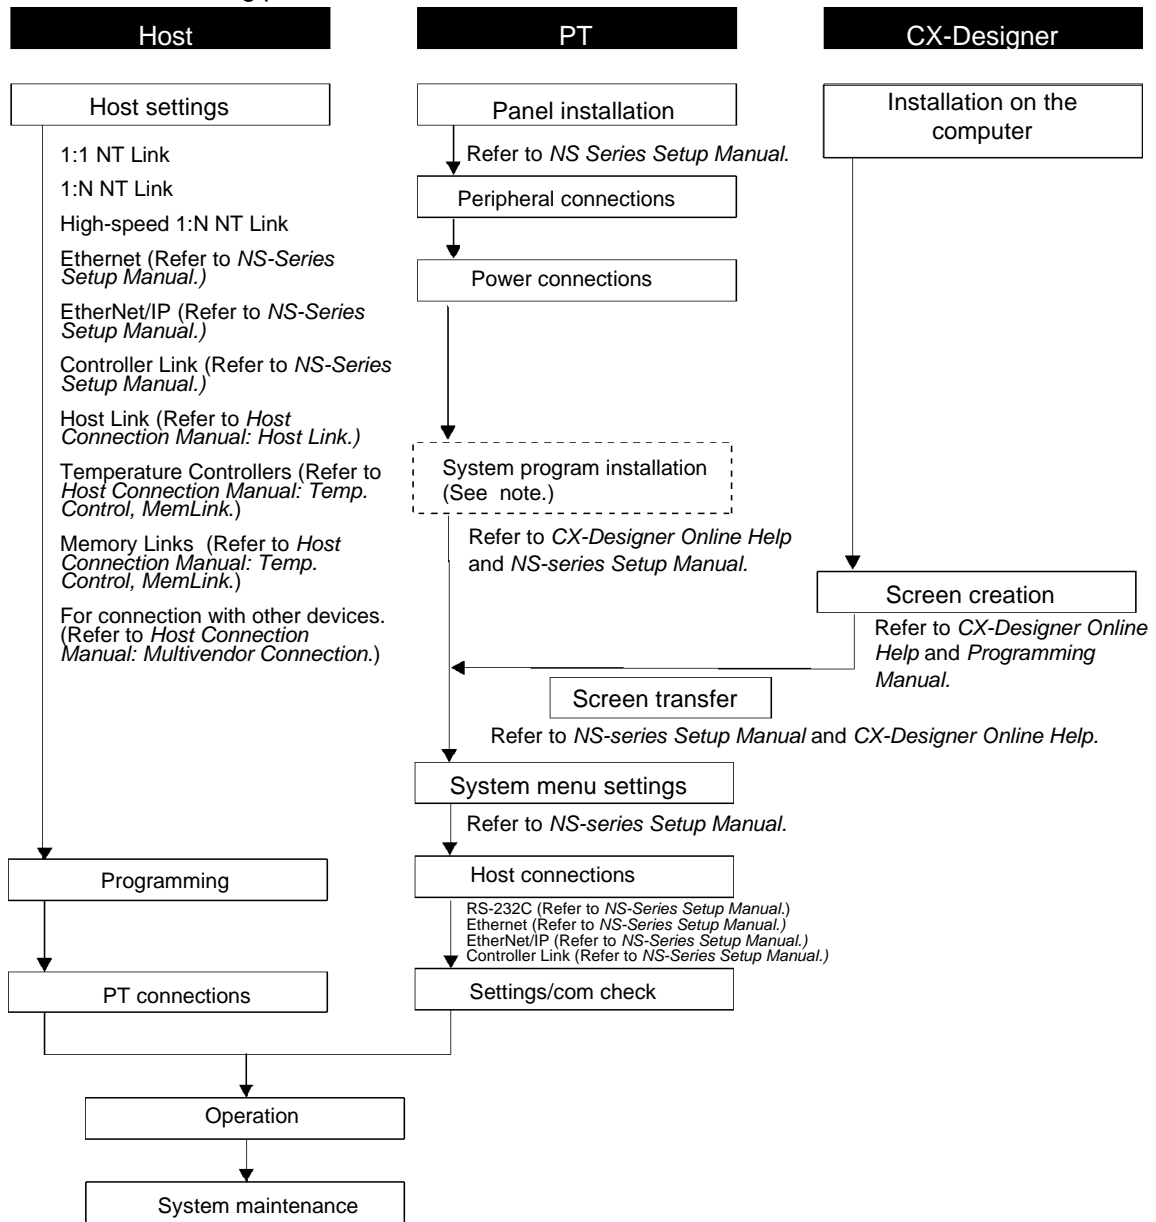 Host
PT
CX-Designer
Host settings
1:1 NT Link
1:N NT Link
High-speed 1:N NT Link
Ethernet (Refer to NS-Series
Setup Manual.)
EtherNet/IP (Refer to NS-Series
Setup Manual.)
Controller Link (Refer to NS-Series
Setup Manual.)
Host Link (Refer to Host
Connection Manual: Host Link.)
Temperature Controllers (Refer to
Host Connection Manual: Temp.
Control, MemLink.)
Memory Links (Refer to Host
Connection Manual: Temp.
Control, MemLink.)
For connection with other devices.
(Refer to Host Connection
Manual: Multivendor Connection.)
Programming
PT connections
Panel installation
Refer to NS Series Setup Manual.
Peripheral connections
Power connections
System program installation
(See note.)
Refer to CX-Designer Online Help
and NS-series Setup Manual.
Installation on the
computer
Screen creation
Refer to CX-Designer Online
Help and Programming
Manual.
Screen transfer
Refer to NS-series Setup Manual and CX-Designer Online Help.
System menu settings
Refer to NS-series Setup Manual.
Host connections
RS-232C (Refer to NS-Series Setup Manual.)
Ethernet (Refer to NS-Series Setup Manual.)
EtherNet/IP (Refer to NS-Series Setup Manual.)
Controller Link (Refer to NS-Series Setup Manual.)
Settings/com check
Operation
System maintenance